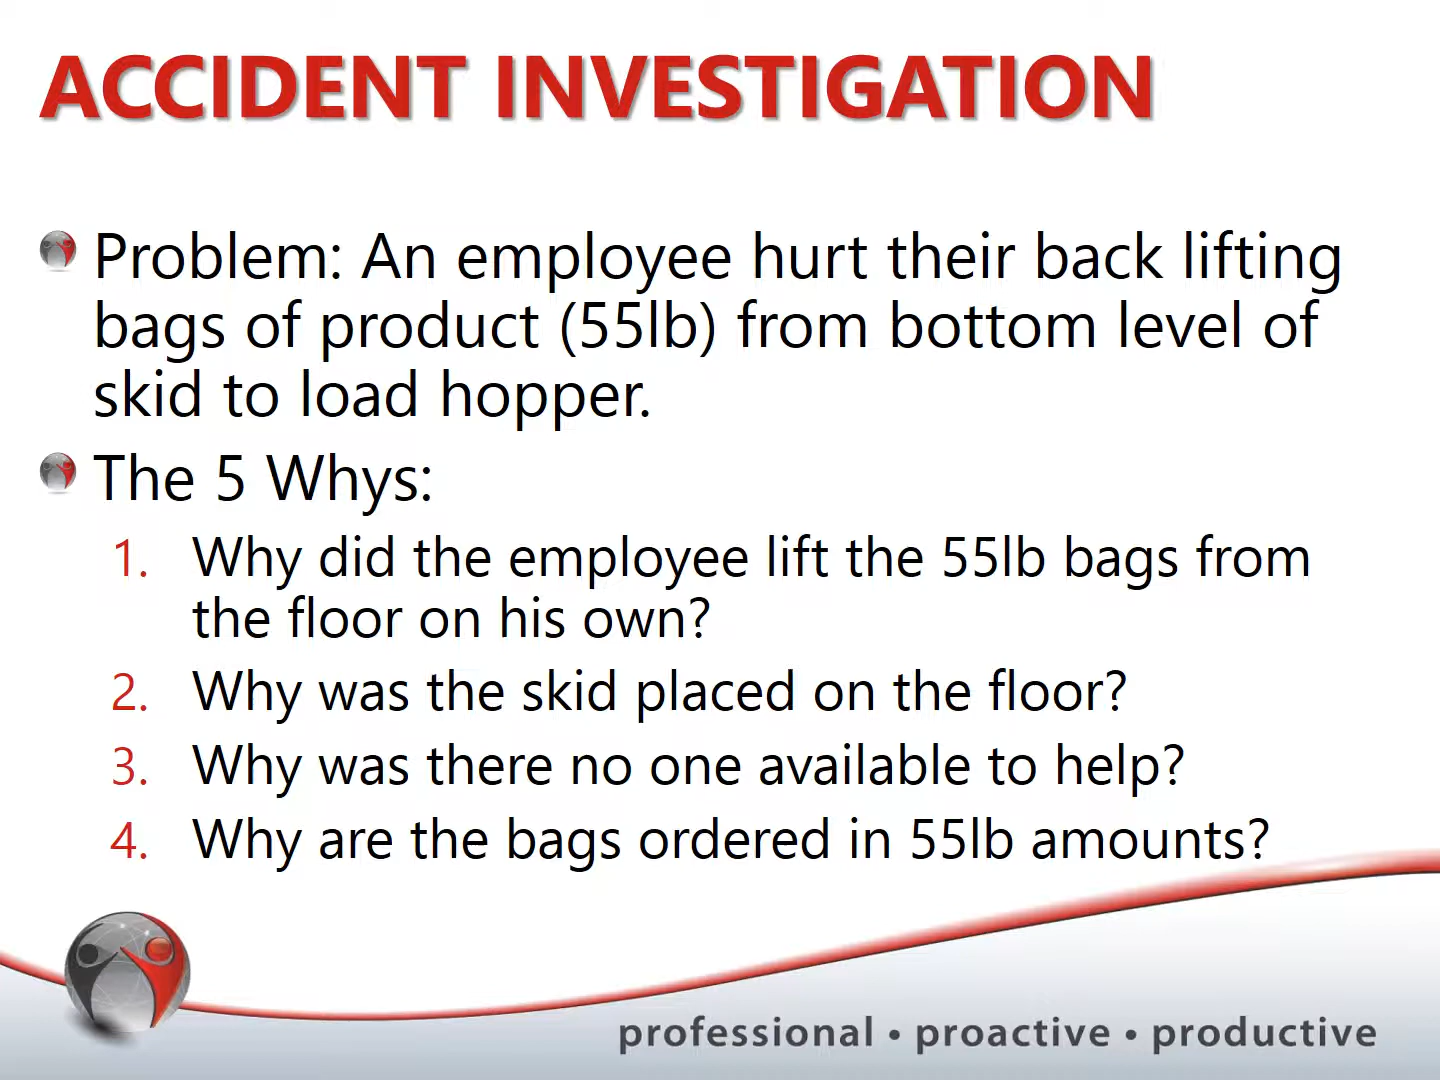 ACCIDENT INVESTIGATION
Problem: An employee hurt their back lifting
bags of product (55lb) from bottom level of
skid to load hopper.
The 5 Whys:
1. Why did the employee lift the 55lb bags from
the floor on his own?
2. Why was the skid placed on the floor?
3. Why was there no one available to help?
4. Why are the bags ordered in 55lb amounts?
professional • proactive • productive